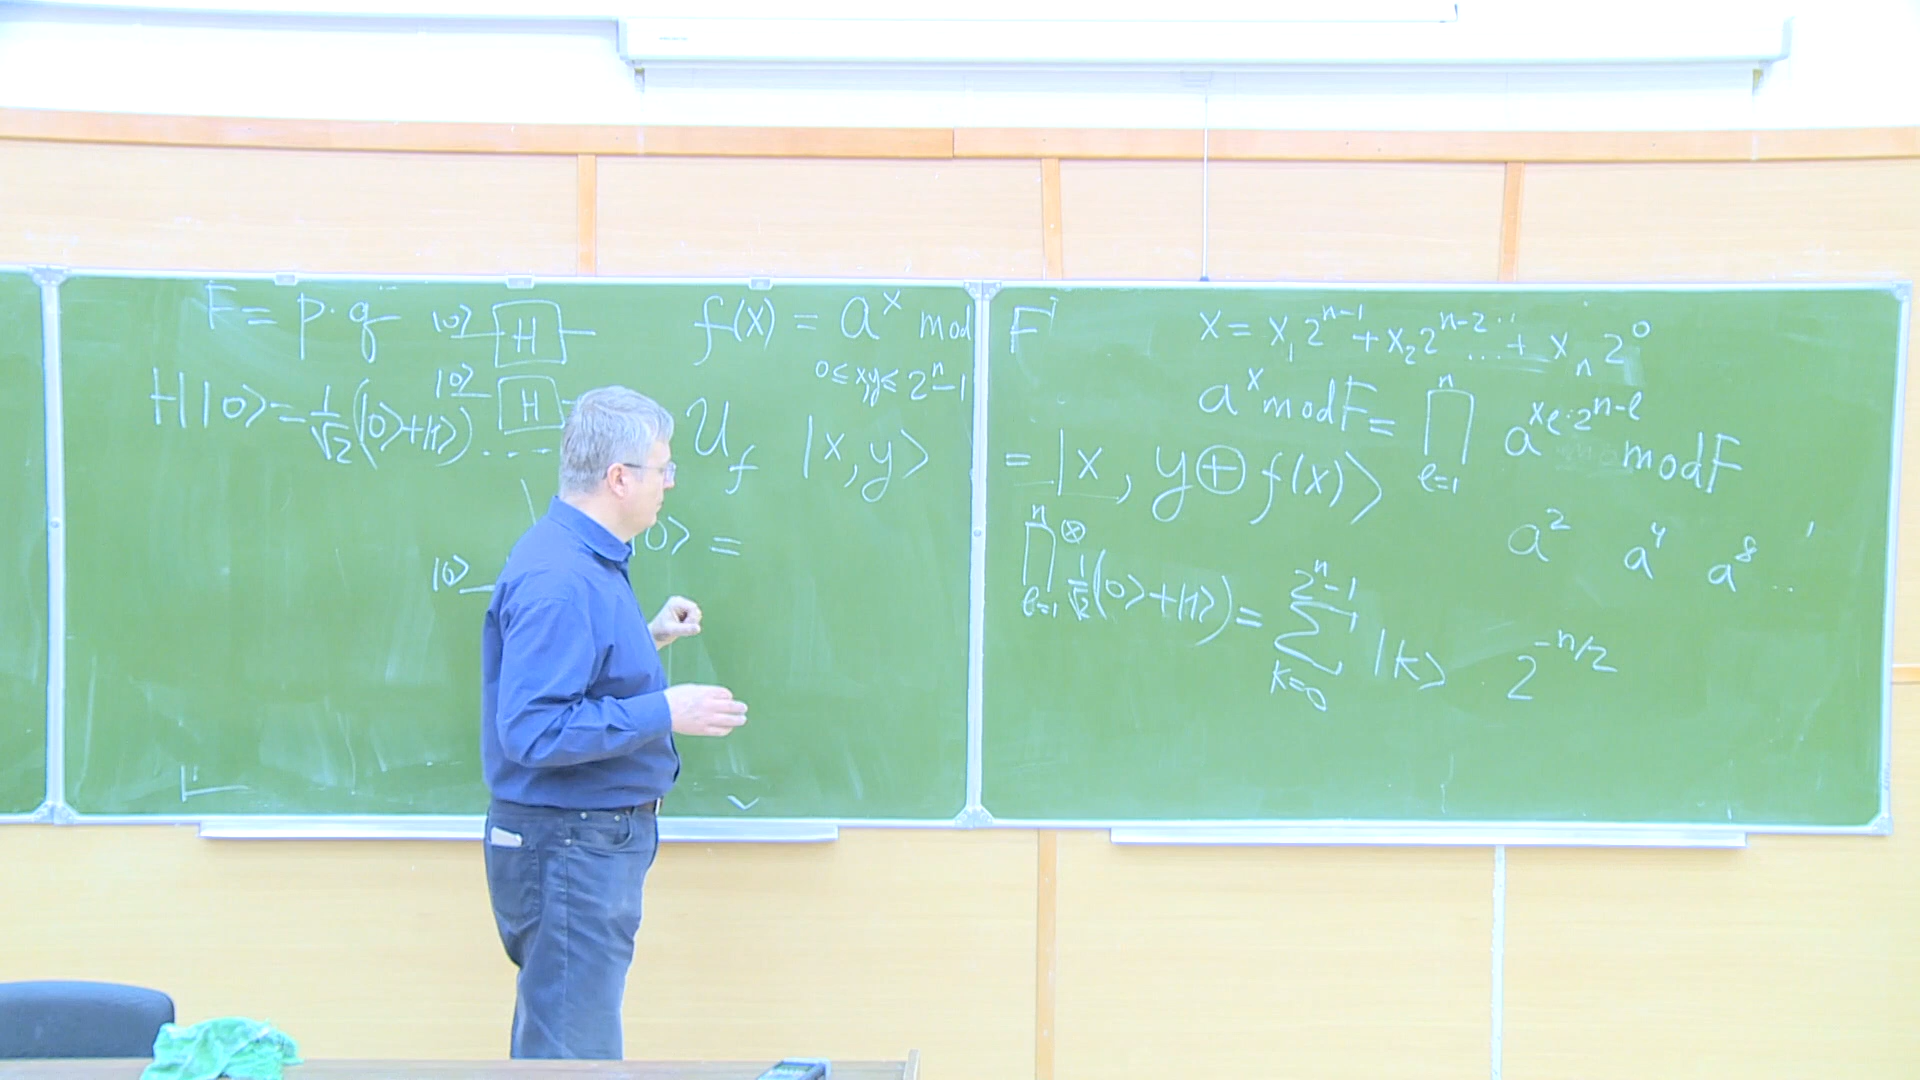 F = p·q
|0> H
f(x) = a^x mod F
0 ≤ x,y ≤ 2^n - 1
H|0> = 1/√2 (|0>+|1>)
|0> H
....
U_f |x,y> = |x, y ⊕ f(x)>
|0>
|0> =
x = x_1 2^{n-1} + x_2 2^{n-2} ... + x_n 2^0
a^x mod F = ∏_{l=1}^{n} a^{x_l · 2^{n-l}} mod F
a^2 a^4 a^8 ...
∏_{l=1}^{n} ⊗ 1/√2 (|0>+|1>) = ∑_{k=0}^{2^n-1} |k> · 2^{-n/2}